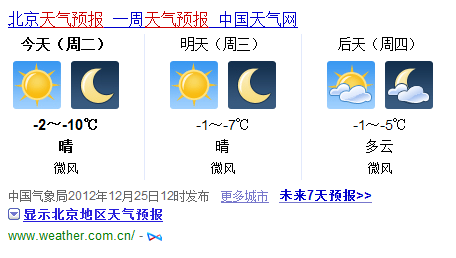 北京天气预报 一周天气预报 中国天气网
今天（周二） 明天（周三） 后天（周四）
-2～-10℃ -1～-7℃ -1～-5℃
晴 晴 多云
微风 微风 微风
中国气象局2012年12月25日12时发布 更多城市 未来7天预报>>
显示北京地区天气预报
www.weather.com.cn/ -